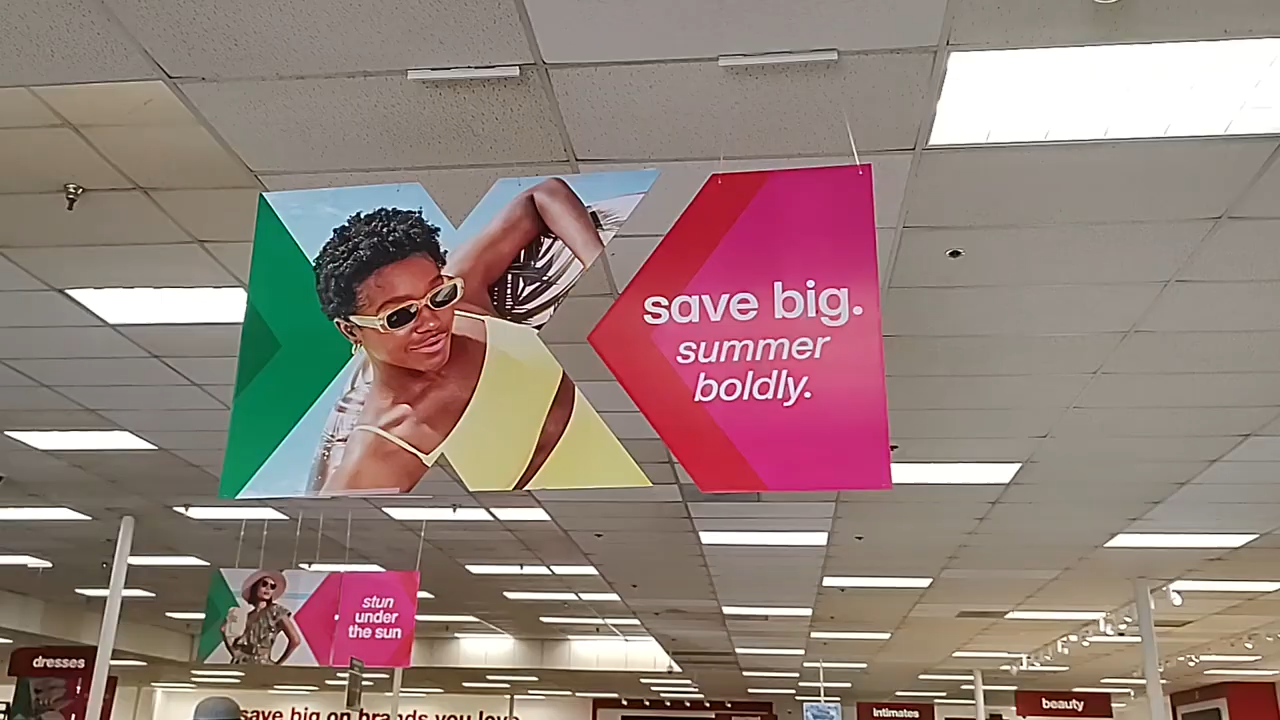 save big.
summer
boldly.
stun
under
the sun
dresses
save big on brands you love
Intimates
beauty